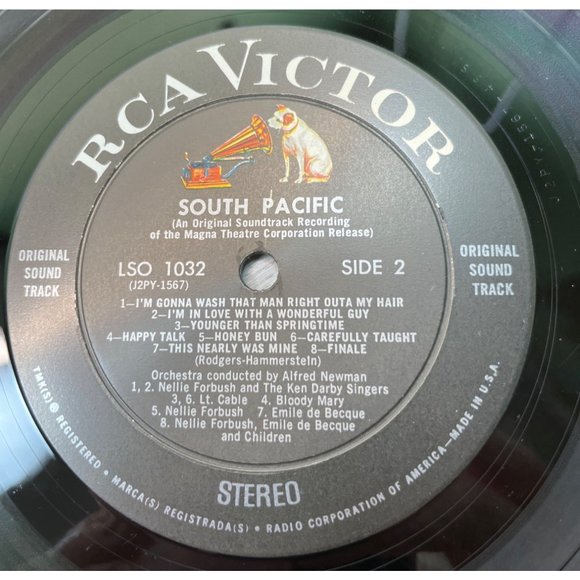 RCA VICTOR
SOUTH PACIFIC
(An Original Soundtrack Recording
of the Magna Theatre Corporation Release)
ORIGINAL
SOUND
TRACK
LSO 1032
(J2PY-1567)
SIDE 2
ORIGINAL
SOUND
TRACK
1—I'M GONNA WASH THAT MAN RIGHT OUTA MY HAIR
2—I'M IN LOVE WITH A WONDERFUL GUY
3—YOUNGER THAN SPRINGTIME
4—HAPPY TALK 5—HONEY BUN 6—CAREFULLY TAUGHT
7—THIS NEARLY WAS MINE 8—FINALE
(Rodgers-Hammerstein)
Orchestra conducted by Alfred Newman
1, 2. Nellie Forbush and The Ken Darby Singers
3, 6. Lt. Cable 4. Bloody Mary
5. Nellie Forbush 7. Emile de Becque
8. Nellie Forbush, Emile de Becque
and Children
STEREO
TMK(S) ® REGISTERED • MARCA(S) REGISTRADA(S) • RADIO CORPORATION OF AMERICA—MADE IN U.S.A.